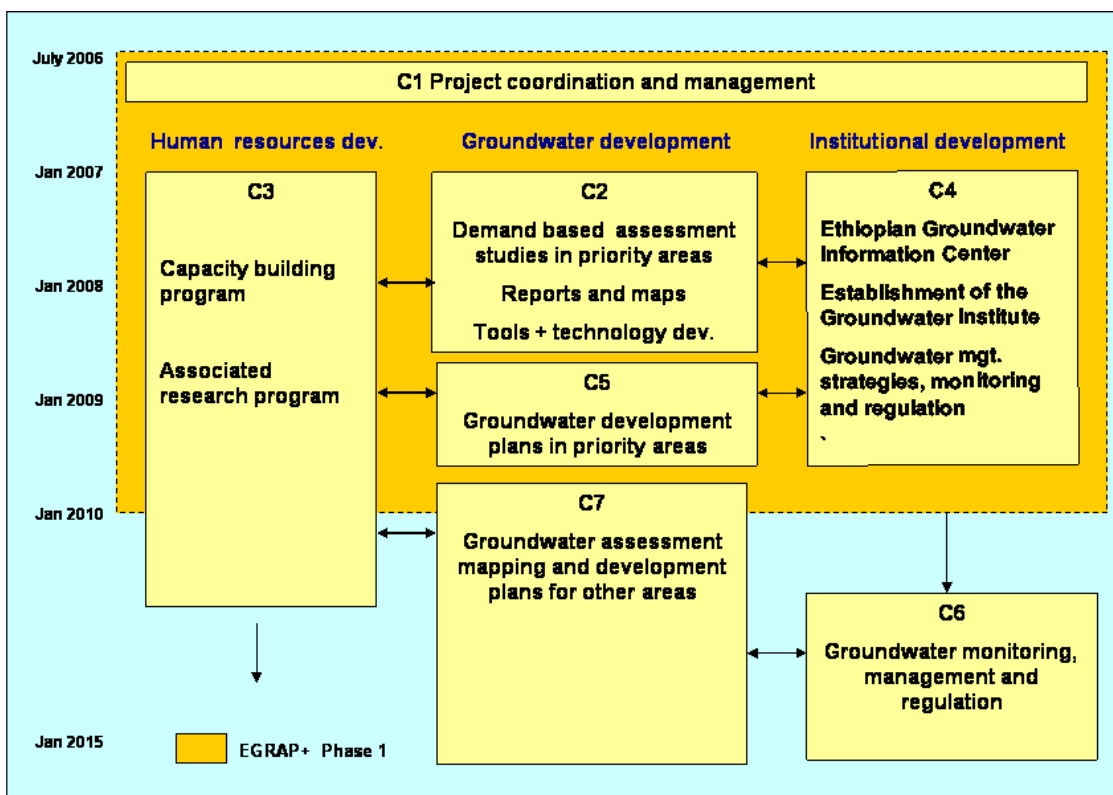 July 2006
C1 Project coordination and management
Human resources dev.
Groundwater development
Institutional development
Jan 2007
C3
Capacity building
program
Associated
research program
C2
Demand based assessment
studies in priority areas
Reports and maps
Tools + technology dev.
C4
Ethiopian Groundwater
Information Center
Establishment of the
Groundwater Institute
Groundwater mgt.
strategies, monitoring
and regulation
`
Jan 2008
Jan 2009
C5
Groundwater development
plans in priority areas
Jan 2010
C7
Groundwater assessment
mapping and development
plans for other areas
C6
Groundwater monitoring,
management and
regulation
Jan 2015
EGRAP+ Phase 1